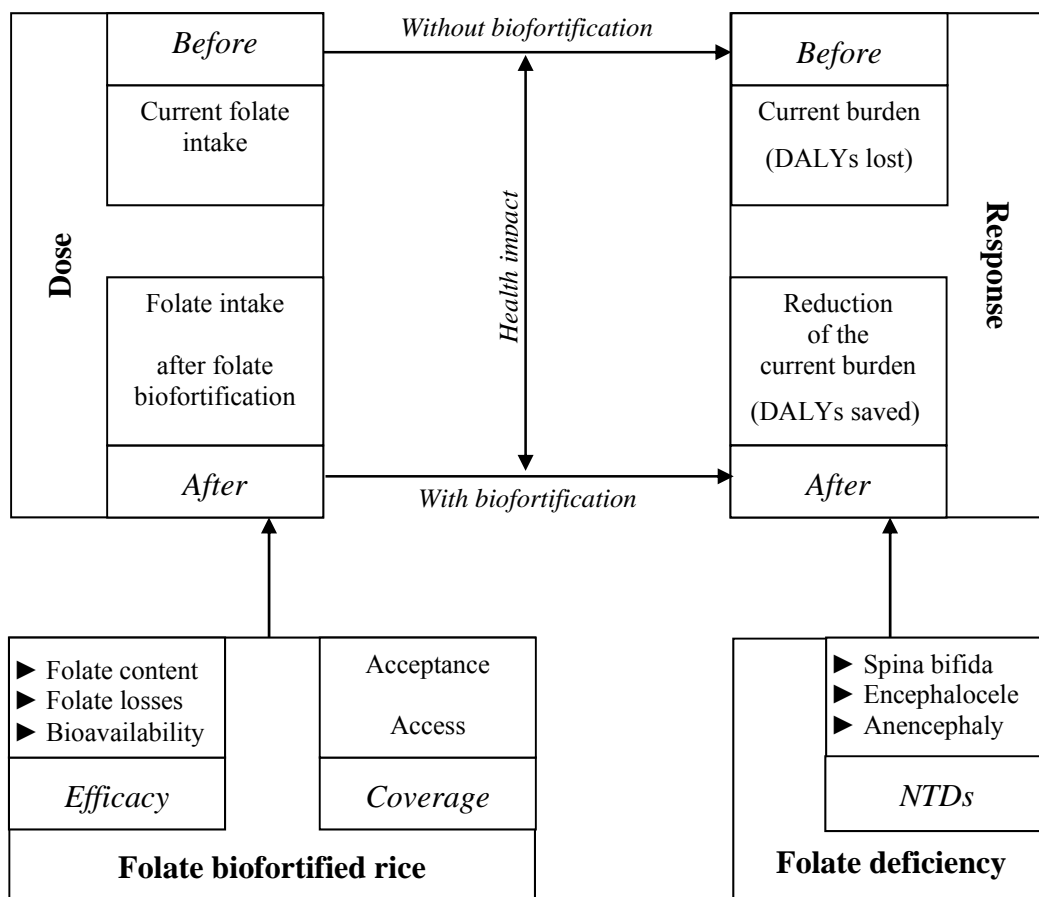 Before
Without biofortification
Before
Current folate
intake
Current burden
(DALYs lost)
Dose
Health impact
Response
Folate intake
after folate
biofortification
Reduction
of the
current burden
(DALYs saved)
After
With biofortification
After
► Folate content
► Folate losses
► Bioavailability
Efficacy
Acceptance
Access
Coverage
Folate biofortified rice
► Spina bifida
► Encephalocele
► Anencephaly
NTDs
Folate deficiency